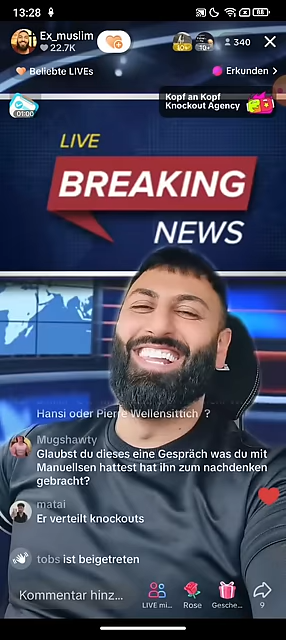 13:28
Ex_muslim
22.7K
10+
10+
340
Beliebte LIVEs
Erkunden
01:00
Kopf an Kopf
Knockout Agency
LIVE
BREAKING
NEWS
Hansi oder Pierre Wellensittich ?
Mugshawty
Glaubst du dieses eine Gespräch was du mit
Manuellsen hattest hat ihn zum nachdenken
gebracht?
matai
Er verteilt knockouts
tobs ist beigetreten
Kommentar hinz...
LIVE mi...
Rose
Gesche...
9